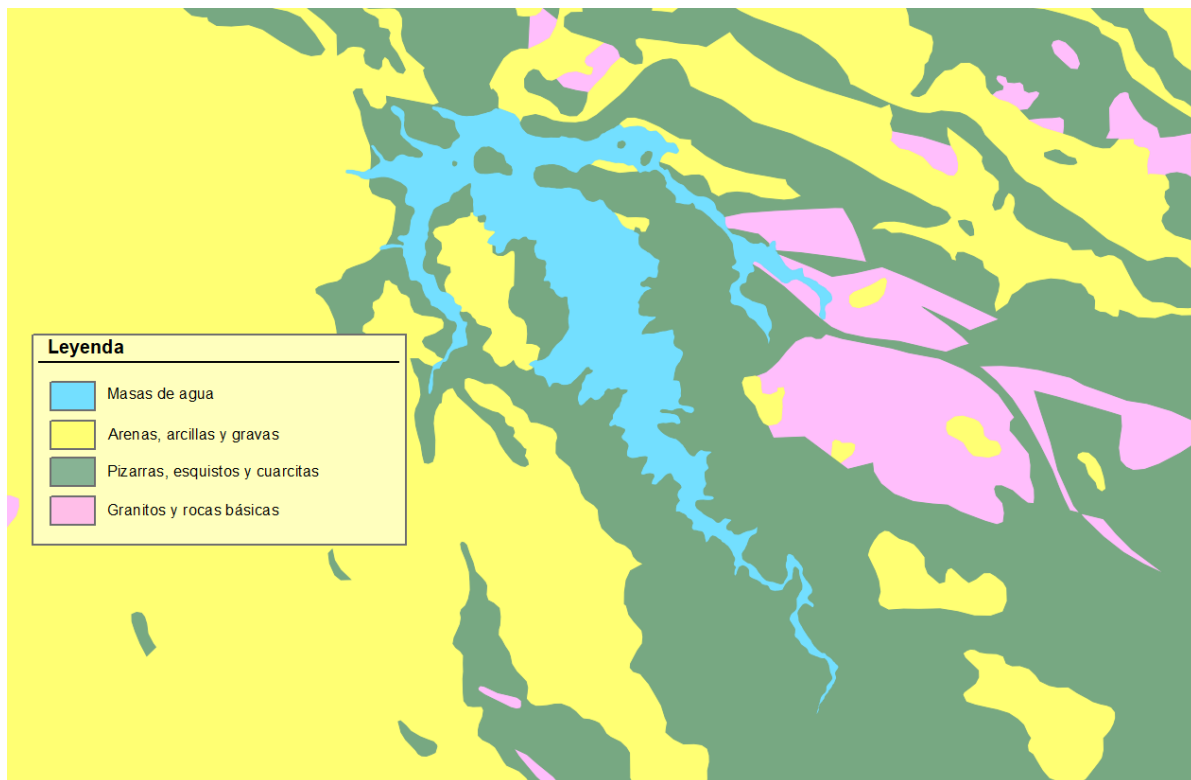 Leyenda
Masas de agua
Arenas, arcillas y gravas
Pizarras, esquistos y cuarcitas
Granitos y rocas básicas